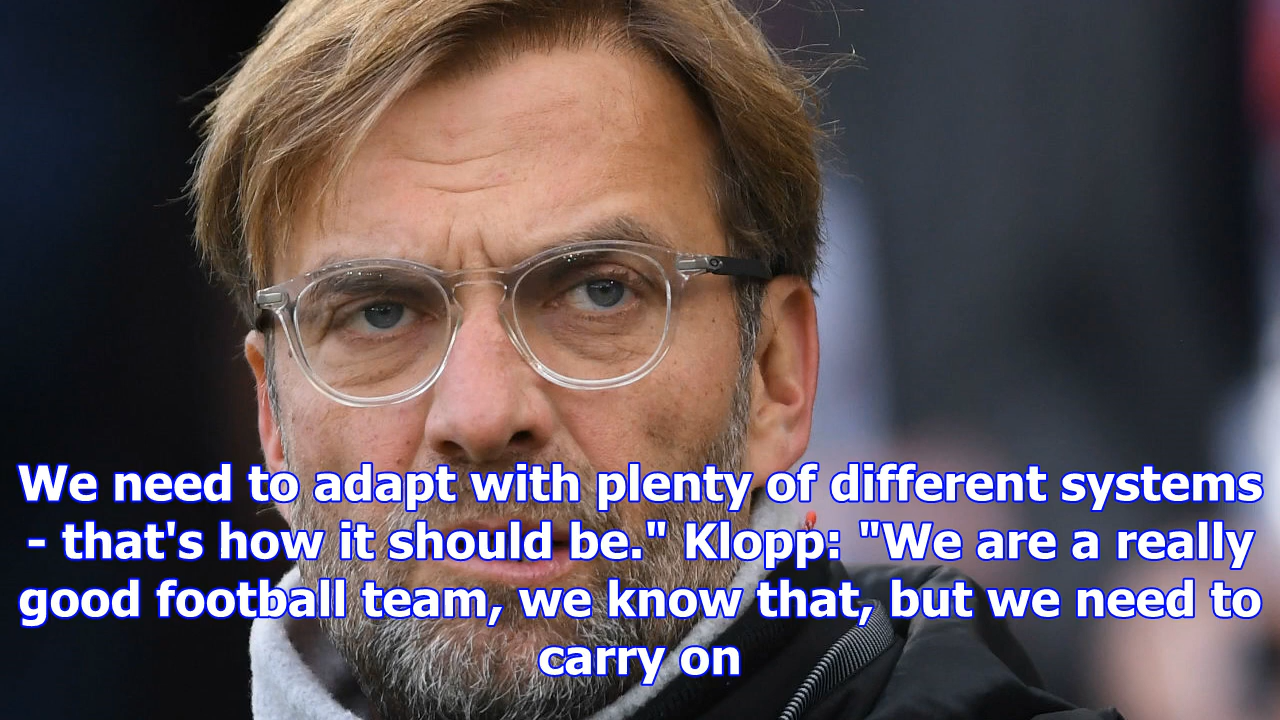 We need to adapt with plenty of different systems
- that's how it should be." Klopp: "We are a really
good football team, we know that, but we need to
carry on